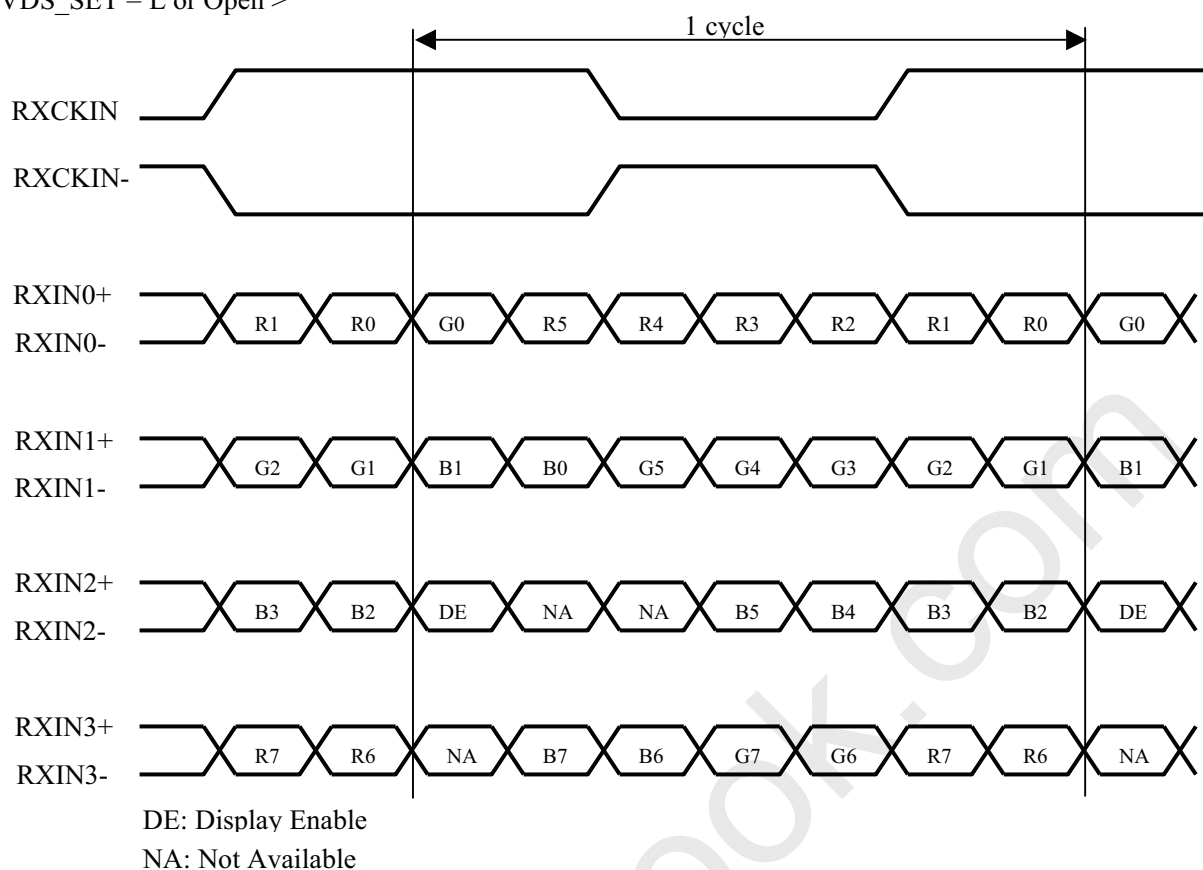 VDS_SET = L or Open >
1 cycle
RXCKIN
RXCKIN-
RXIN0+
R1 R0 G0 R5 R4 R3 R2 R1 R0 G0
RXIN0-
RXIN1+
G2 G1 B1 B0 G5 G4 G3 G2 G1 B1
RXIN1-
RXIN2+
B3 B2 DE NA NA B5 B4 B3 B2 DE
RXIN2-
RXIN3+
R7 R6 NA B7 B6 G7 G6 R7 R6 NA
RXIN3-
DE: Display Enable
NA: Not Available
ook.com